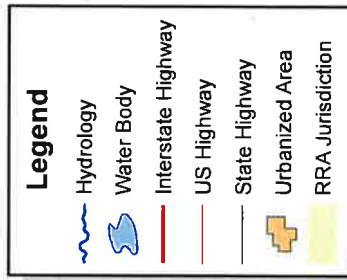 Legend
Hydrology
Water Body
Interstate Highway
US Highway
State Highway
Urbanized Area
RRA Jurisdiction